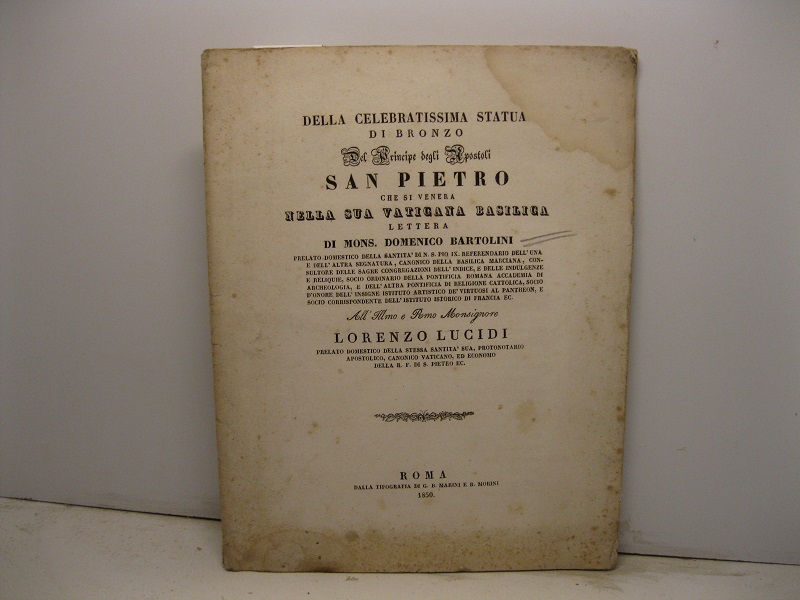 DELLA CELEBRATISSIMA STATUA
DI BRONZO
Del Principe degli Apostoli
SAN PIETRO
CHE SI VENERA
NELLA SUA VATICANA BASILICA
LETTERA
DI MONS. DOMENICO BARTOLINI
PRELATO DOMESTICO DELLA SANTITA' DI N. S. PIO IX. REFERENDARIO DELL'UNA
E DELL'ALTRA SEGNATURA, CANONICO DELLA BASILICA MARCIANA, CON-
SULTORE DELLE SAGRE CONGREGAZIONI DELL'INDICE, E DELLE INDULGENZE
E RELIQUIE, SOCIO ORDINARIO DELLA PONTIFICIA ROMANA ACCADEMIA DI
ARCHEOLOGIA, E DELL'ALTRA PONTIFICIA DI RELIGIONE CATTOLICA, SOCIO
D'ONORE DELL'INSIGNE ISTITUTO ARTISTICO DE'VIRTUOSI AL PANTHEON, E
SOCIO CORRISPONDENTE DELL'ISTITUTO ISTORICO DI FRANCIA EC.
All'Illmo e Rmo Monsignore
LORENZO LUCIDI
PRELATO DOMESTICO DELLA STESSA SANTITA' SUA, PROTONOTARIO
APOSTOLICO, CANONICO VATICANO, ED ECONOMO
DELLA R. F. DI S. PIETRO EC.
ROMA
DALLA TIPOGRAFIA DI G. B. MARINI E B. MORINI
1850.